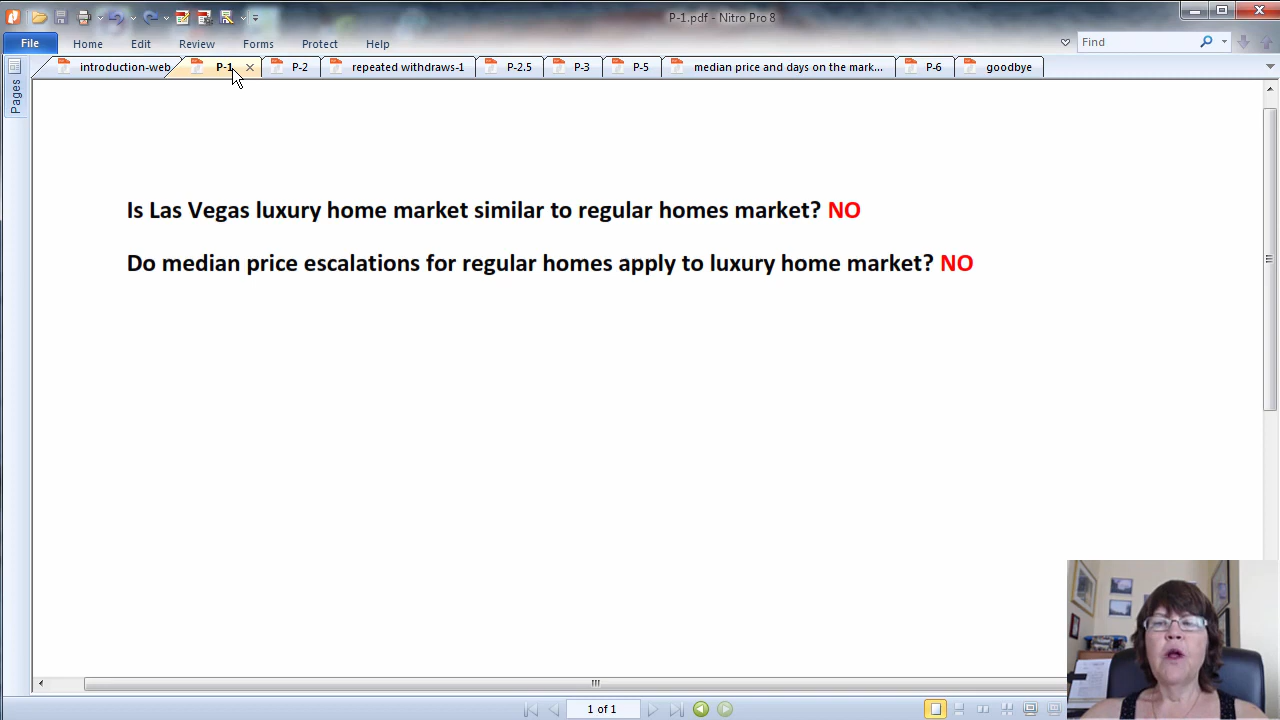 P-1.pdf - Nitro Pro 8
File Home Edit Review Forms Protect Help Find
introduction-web P-1 P-2 repeated withdraws-1 P-2.5 P-3 P-5 median price and days on the mark... P-6 goodbye
Pages
Is Las Vegas luxury home market similar to regular homes market? NO
Do median price escalations for regular homes apply to luxury home market? NO
1 of 1